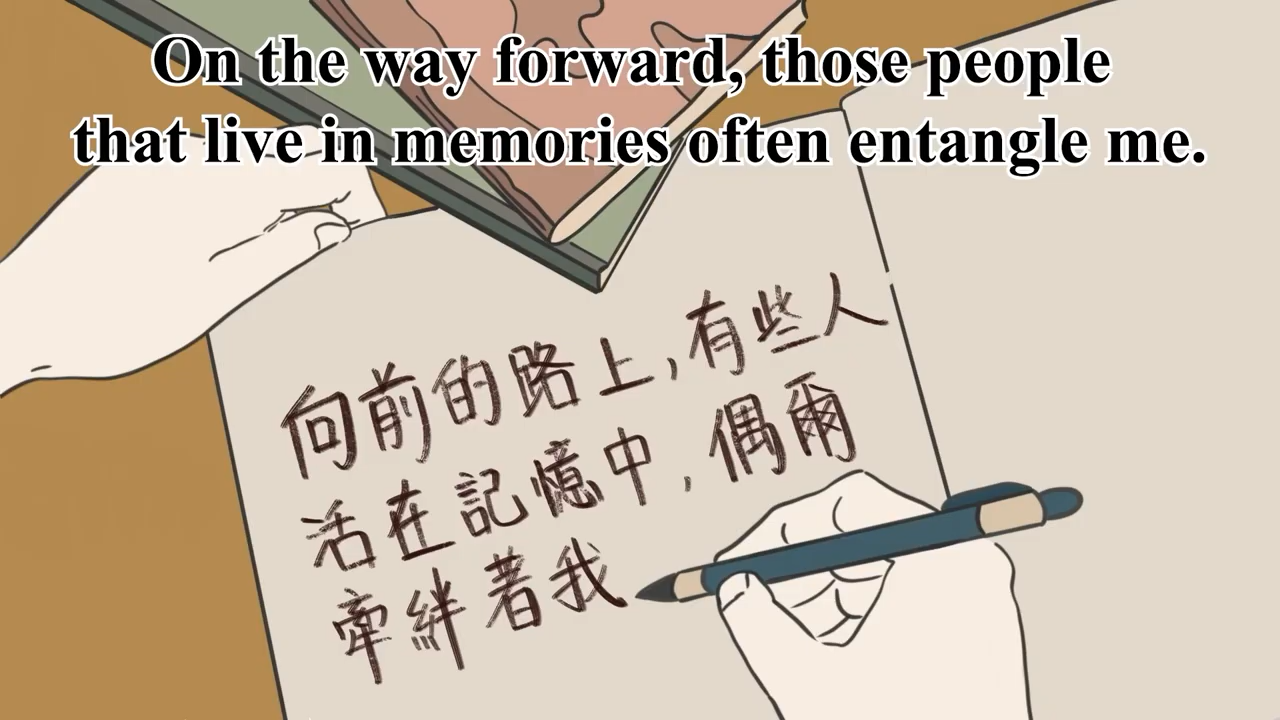 On the way forward, those people
that live in memories often entangle me.
向前的路上,有些人
活在記憶中,偶爾
牽絆著我